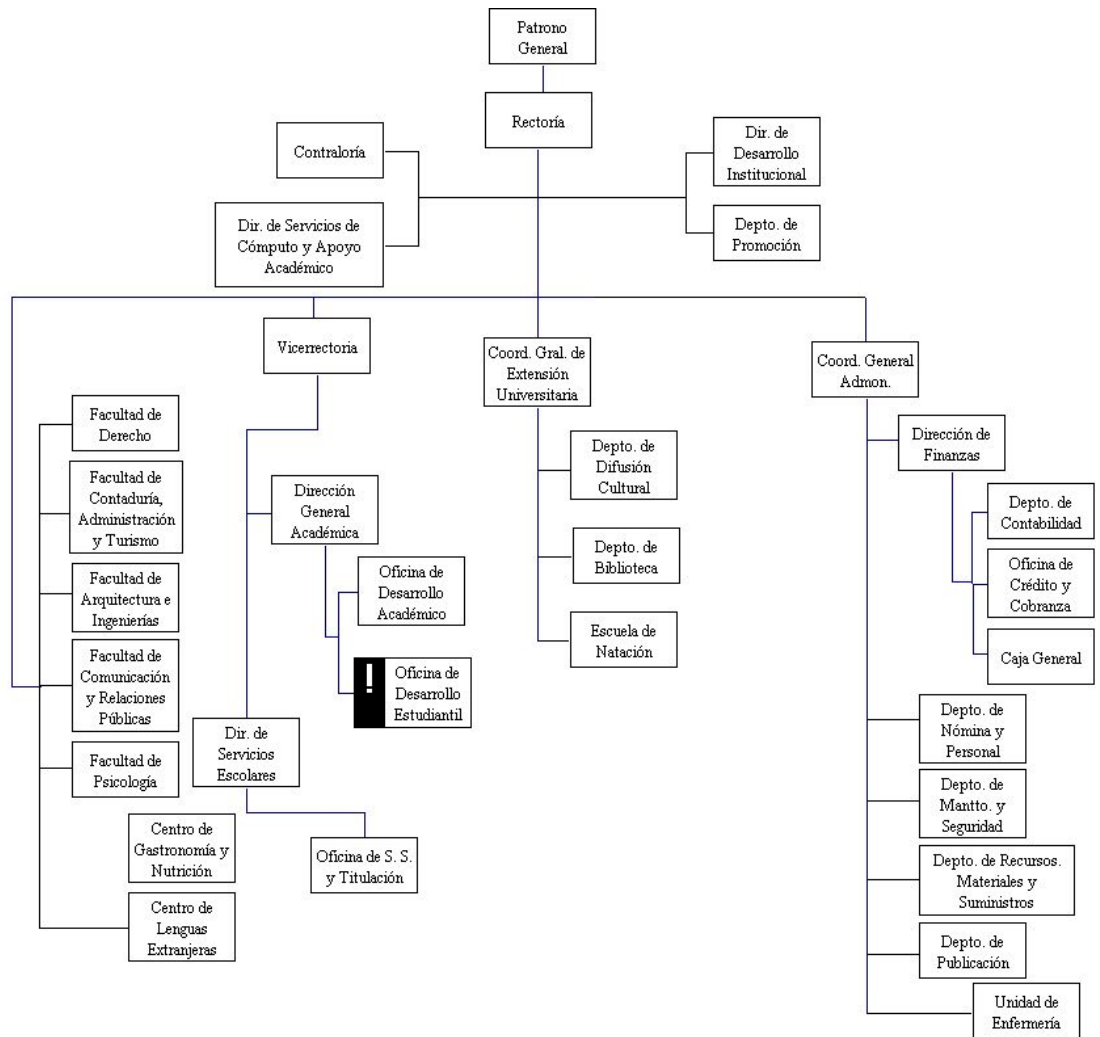 Patrono
General
Rectoría
Contraloría
Dir. de
Desarrollo
Institucional
Dir. de Servicios de
Cómputo y Apoyo
Académico
Depto. de
Promoción
Vicerrectoria
Coord. Gral. de
Extensión
Universitaria
Coord. General
Admon.
Facultad de
Derecho
Facultad de
Contaduría,
Administración
y Turismo
Facultad de
Arquitectura e
Ingenierías
Facultad de
Comunicación
y Relaciones
Públicas
Facultad de
Psicología
Centro de
Gastronomía y
Nutrición
Centro de
Lenguas
Extranjeras
Dirección
General
Académica
Oficina de
Desarrollo
Académico
!
Oficina de
Desarrollo
Estudiantil
Dir. de
Servicios
Escolares
Oficina de S. S.
y Titulación
Depto. de
Difusión
Cultural
Depto. de
Biblioteca
Escuela de
Natación
Dirección de
Finanzas
Depto. de
Contabilidad
Oficina de
Crédito y
Cobranza
Caja General
Depto. de
Nómina y
Personal
Depto. de
Mantto. y
Seguridad
Depto. de Recursos.
Materiales y
Suministros
Depto. de
Publicación
Unidad de
Enfermería